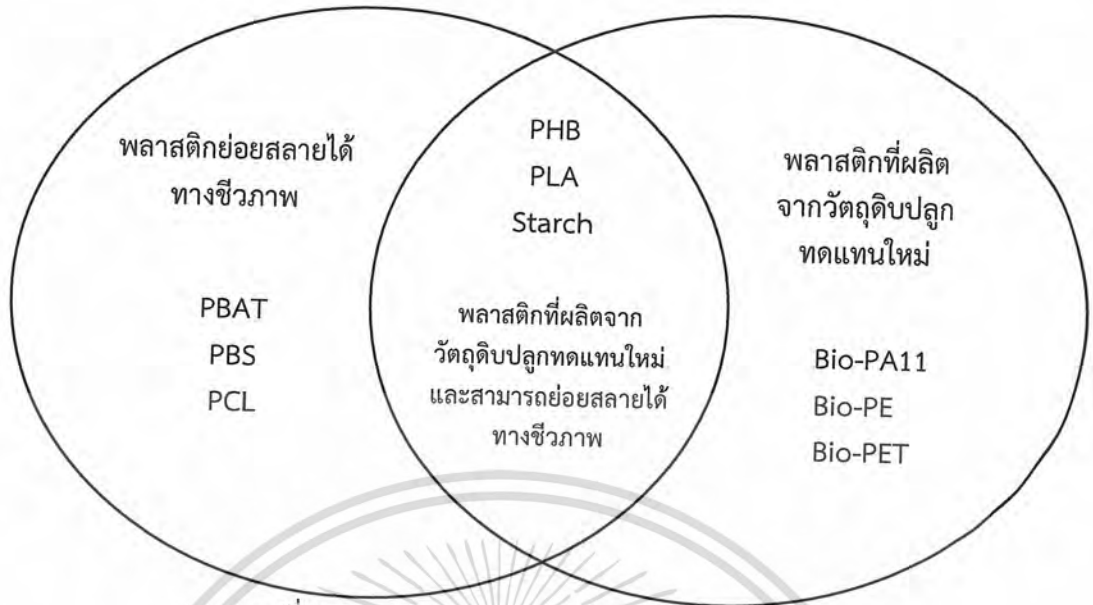 พลาสติกย่อยสลายได้
ทางชีวภาพ
PBAT
PBS
PCL
PHB
PLA
Starch
พลาสติกที่ผลิตจาก
วัตถุดิบปลูกทดแทนใหม่
และสามารถย่อยสลายได้
ทางชีวภาพ
พลาสติกที่ผลิต
จากวัตถุดิบปลูก
ทดแทนใหม่
Bio-PA11
Bio-PE
Bio-PET